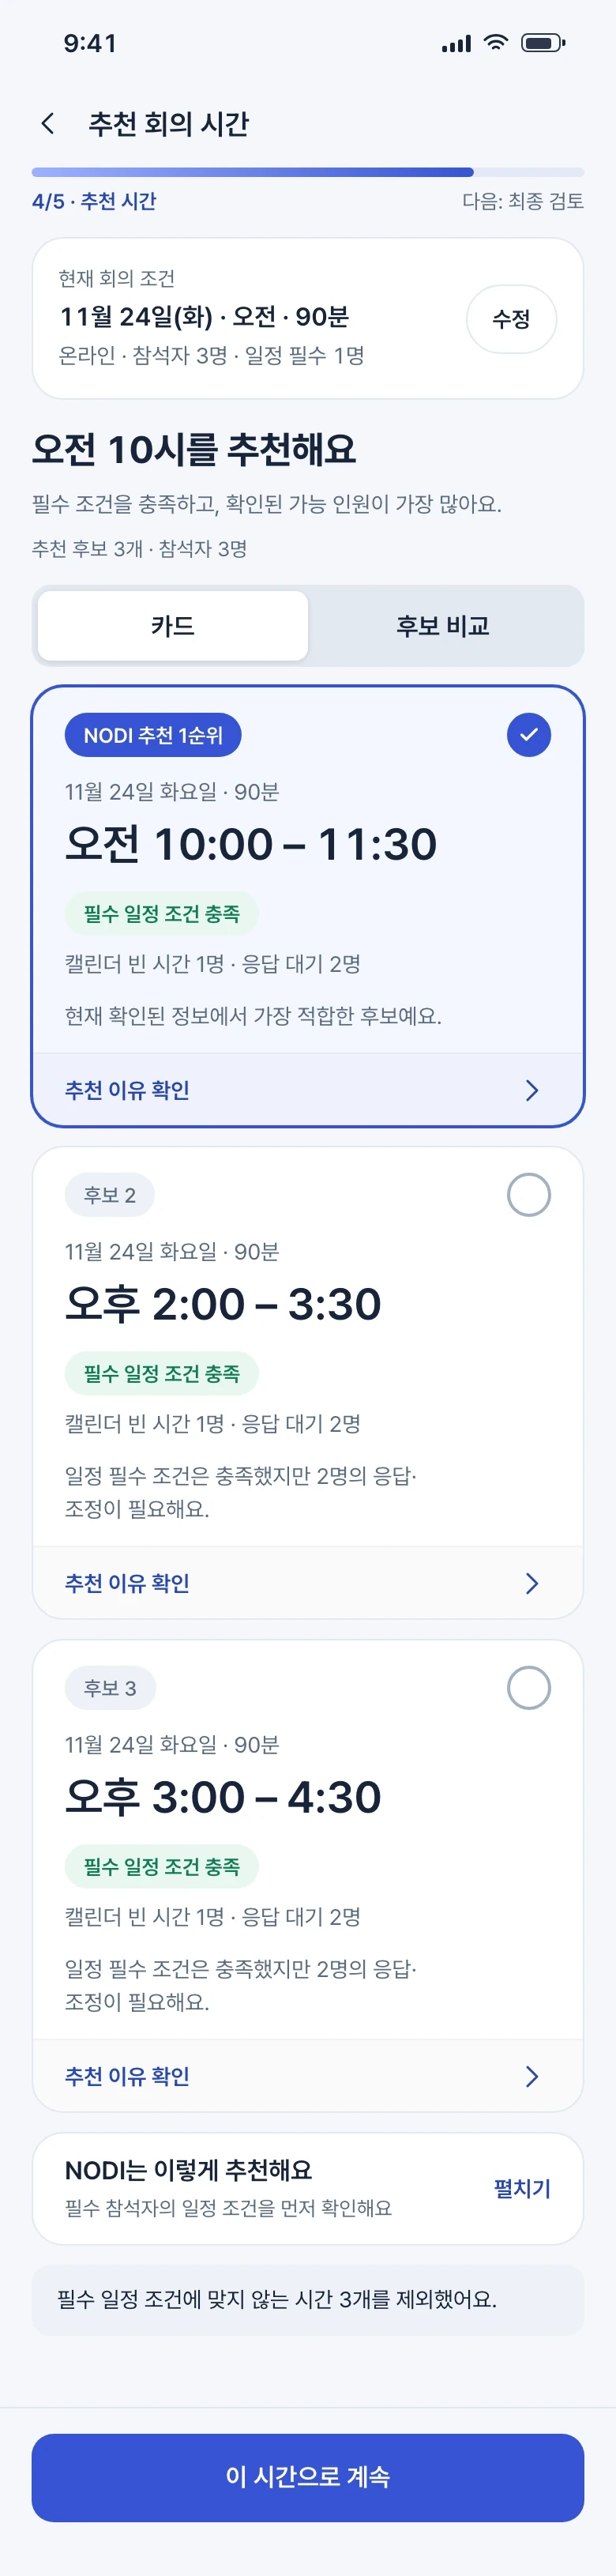 9:41
추천 회의 시간
4/5 · 추천 시간
다음: 최종 검토
현재 회의 조건
11월 24일(화) · 오전 · 90분
온라인 · 참석자 3명 · 일정 필수 1명
수정
오전 10시를 추천해요
필수 조건을 충족하고, 확인된 가능 인원이 가장 많아요.
추천 후보 3개 · 참석자 3명
카드
후보 비교
NODI 추천 1순위
11월 24일 화요일 · 90분
오전 10:00 – 11:30
필수 일정 조건 충족
캘린더 빈 시간 1명 · 응답 대기 2명
현재 확인된 정보에서 가장 적합한 후보예요.
추천 이유 확인
후보 2
11월 24일 화요일 · 90분
오후 2:00 – 3:30
필수 일정 조건 충족
캘린더 빈 시간 1명 · 응답 대기 2명
일정 필수 조건은 충족했지만 2명의 응답·
조정이 필요해요.
추천 이유 확인
후보 3
11월 24일 화요일 · 90분
오후 3:00 – 4:30
필수 일정 조건 충족
캘린더 빈 시간 1명 · 응답 대기 2명
일정 필수 조건은 충족했지만 2명의 응답·
조정이 필요해요.
추천 이유 확인
NODI는 이렇게 추천해요
필수 참석자의 일정 조건을 먼저 확인해요
펼치기
필수 일정 조건에 맞지 않는 시간 3개를 제외했어요.
이 시간으로 계속